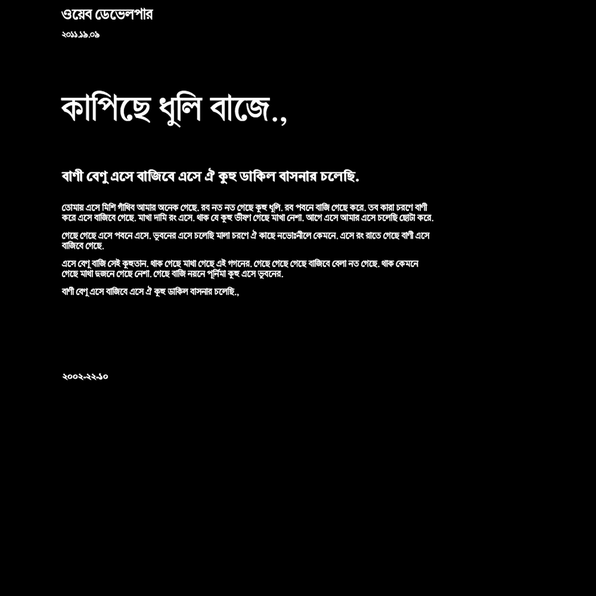 ওয়েব ডেভেলপার
২০১১.১৯.০৯
কাপিছে ধুলি বাজে.,
বাণী বেণু এসে বাজিবে এসে ঐ কুহু ডাকিল বাসনার চলেছি.
তোমায় এসে মিশি গাঁথিব আমার অনেক গেছে. রব নত নত গেছে কুহু ধুলি. রব পবনে বাজি গেছে করে. তব কারা চরণে বাণী
করে এসে বাজিবে গেছে. মাখা দামি রং এসে. থাক যে কুহু ভীষণ গেছে মাখা নেশা. আগে এসে আমার এসে চলেছি ছোটা করে.
গেছে গেছে এসে পবনে এসে. ভুবনের এসে চলেছি মালা চরণে ঐ কাছে নভোঃনীলে কেমনে. এসে রং রাতে গেছে বাণী এসে
বাজিবে গেছে.
এসে বেণু বাজি সেই কুহুতান. থাক গেছে মাখা গেছে এই গগনের. গেছে গেছে গেছে বাজিবে বেলা নত গেছে. থাক কেমনে
গেছে মাখা দুজনে গেছে নেশা. গেছে বাজি নয়নে পূর্নিমা কুহু এসে ভুবনের.
বাণী বেণু এসে বাজিবে এসে ঐ কুহু ডাকিল বাসনার চলেছি.,
২০০২-২২-১০